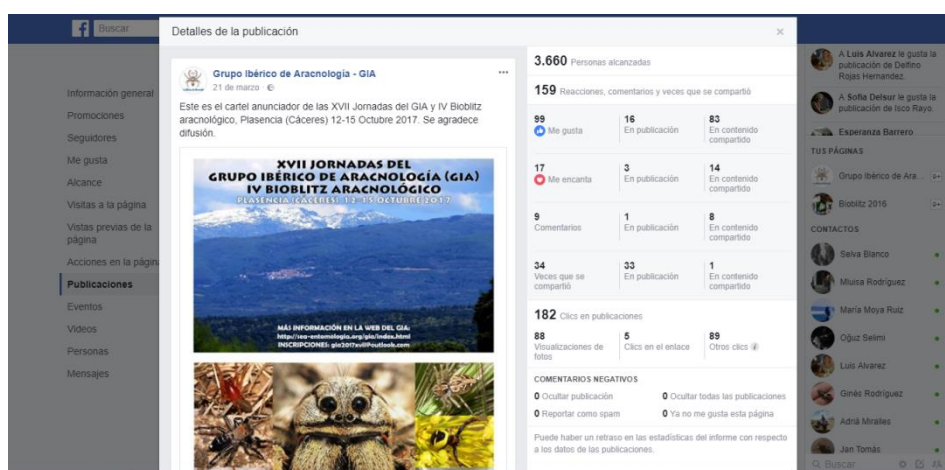 Buscar
Información general
Promociones
Seguidores
Me gusta
Alcance
Visitas a la página
Vistas previas de la
página
Acciones en la página
Publicaciones
Eventos
Videos
Personas
Mensajes
Detalles de la publicación
Grupo Ibérico de Aracnología - GIA
21 de marzo ·
Este es el cartel anunciador de las XVII Jornadas del GIA y IV Bioblitz
aracnológico, Plasencia (Cáceres) 12-15 Octubre 2017. Se agradece
difusión.
XVII JORNADAS DEL
GRUPO IBÉRICO DE ARACNOLOGÍA (GIA)
IV BIOBLITZ ARACNOLÓGICO
PLASENCIA (CÁCERES), 12-15 OCTUBRE 2017
MÁS INFORMACIÓN EN LA WEB DEL GIA:
http://sea-entomologia.org/gia/index.html
INSCRIPCIONES: gia2017xvii@outlook.com
3.660 Personas alcanzadas
159 Reacciones, comentarios y veces que se compartió
99
Me gusta
16
En publicación
83
En contenido
compartido
17
Me encanta
3
En publicación
14
En contenido
compartido
9
Comentarios
1
En publicación
8
En contenido
compartido
34
Veces que se
compartió
33
En publicación
1
En contenido
compartido
182 Clics en publicaciones
88
Visualizaciones de
fotos
5
Clics en el enlace
89
Otros clics
COMENTARIOS NEGATIVOS
0 Ocultar publicación
0 Ocultar todas las publicaciones
0 Reportar como spam
0 Ya no me gusta esta página
Puede haber un retraso en las estadísticas del informe con respecto
a los datos de las publicaciones.
A Luis Alvarez le gusta la
publicación de Delfino
Rojas Hernandez.
A Sofia Delsur le gusta la
publicación de Isco Rayo.
Esperanza Barrero
TUS PÁGINAS
Grupo Ibérico de Ara...
Bioblitz 2016
CONTACTOS
Selva Blanco
Mluisa Rodríguez
María Moya Ruiz
Oğuz Selimi
Luis Alvarez
Ginés Rodríguez
Adrià Miralles
Jan Tomás
Buscar